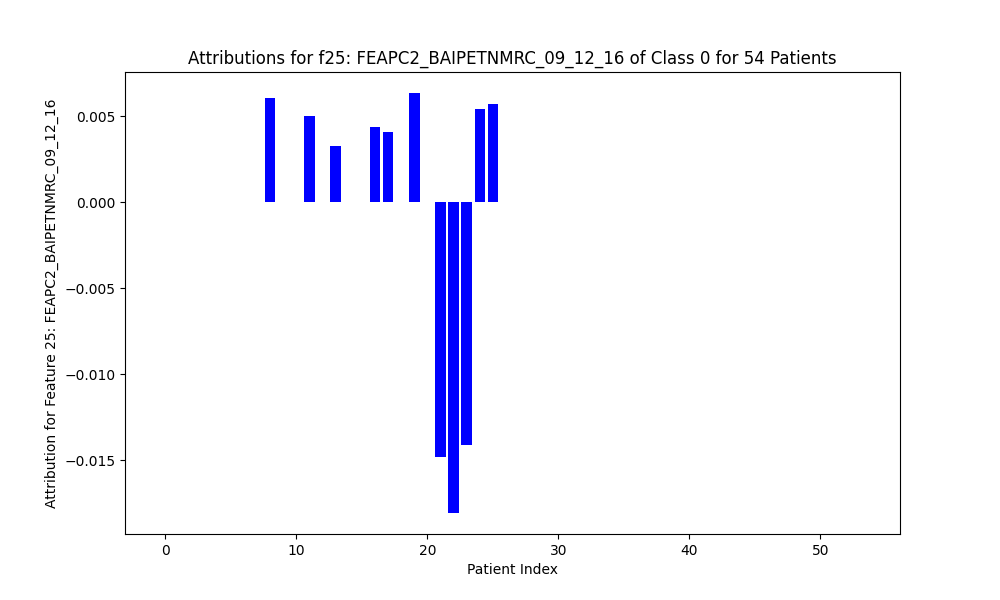 Attributions for f25: FEAPC2_BAIPETNMRC_09_12_16 of Class 0 for 54 Patients
Attribution for Feature 25: FEAPC2_BAIPETNMRC_09_12_16
0.005
0.000
−0.005
−0.010
−0.015
0 10 20 30 40 50
Patient Index